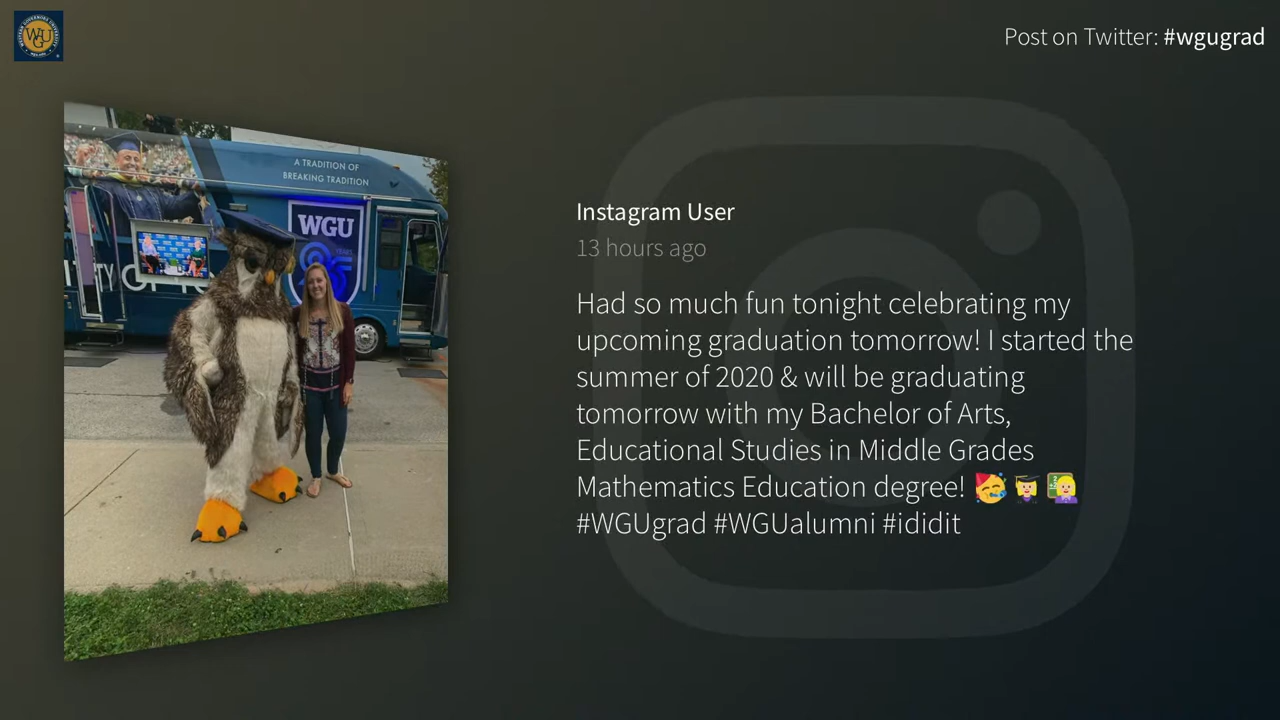 WGU
Post on Twitter: #wgugrad
A TRADITION OF
BREAKING TRADITION
WGU
Instagram User
13 hours ago
Had so much fun tonight celebrating my
upcoming graduation tomorrow! I started the
summer of 2020 & will be graduating
tomorrow with my Bachelor of Arts,
Educational Studies in Middle Grades
Mathematics Education degree! 🥳👩🏼‍🎓👩🏼‍🏫
#WGUgrad #WGUalumni #ididit